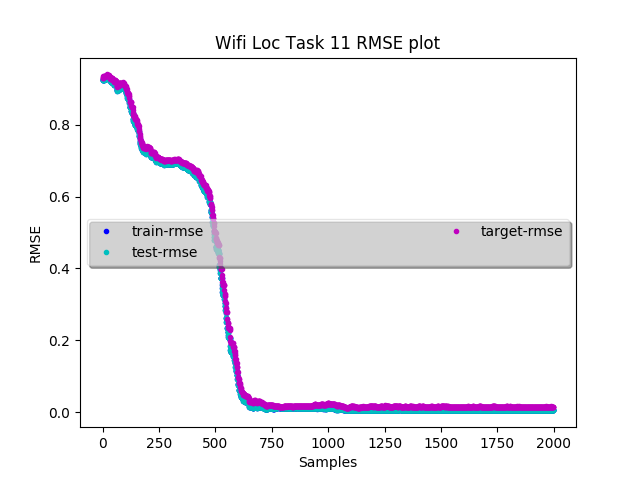 Wifi Loc Task 11 RMSE plot
RMSE
0.8
0.6
0.4
0.2
0.0
train-rmse
test-rmse
target-rmse
0 250 500 750 1000 1250 1500 1750 2000
Samples